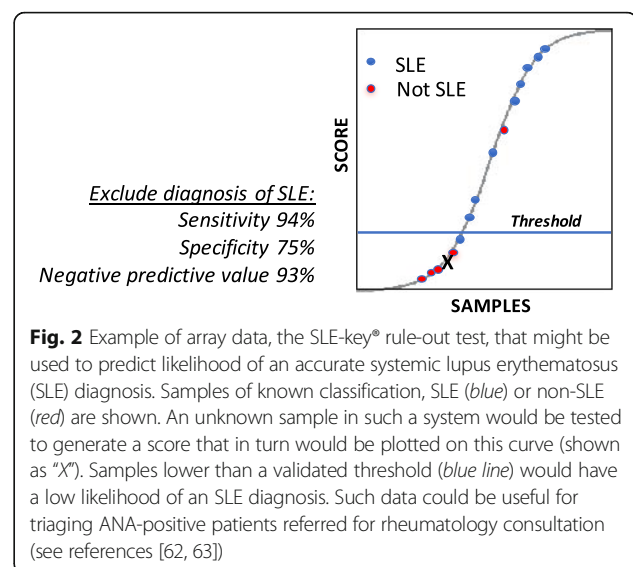 SLE
Not SLE
SCORE
Exclude diagnosis of SLE:
Sensitivity 94%
Specificity 75%
Negative predictive value 93%
Threshold
X
SAMPLES
Fig. 2 Example of array data, the SLE-key® rule-out test, that might be
used to predict likelihood of an accurate systemic lupus erythematosus
(SLE) diagnosis. Samples of known classification, SLE (blue) or non-SLE
(red) are shown. An unknown sample in such a system would be tested
to generate a score that in turn would be plotted on this curve (shown
as “X”). Samples lower than a validated threshold (blue line) would have
a low likelihood of an SLE diagnosis. Such data could be useful for
triaging ANA-positive patients referred for rheumatology consultation
(see references [62, 63])